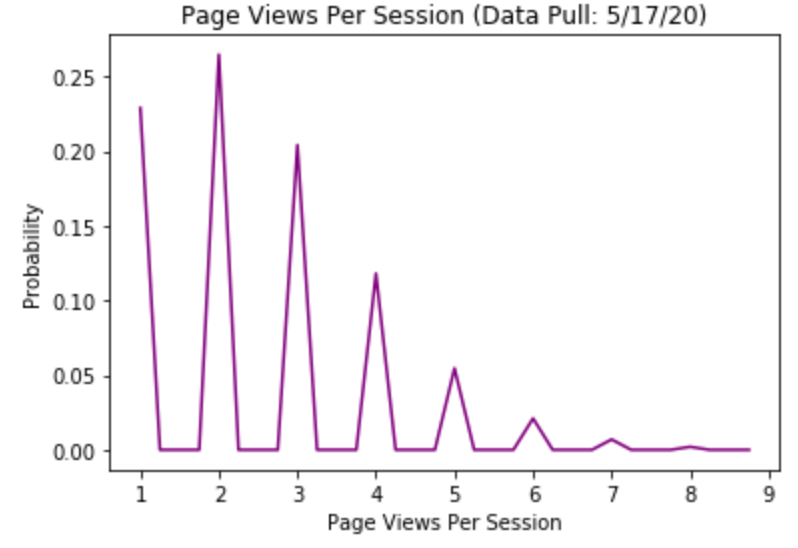 Page Views Per Session (Data Pull: 5/17/20)
0.25
0.20
0.15
0.10
0.05
0.00
Probability
1 2 3 4 5 6 7 8 9
Page Views Per Session